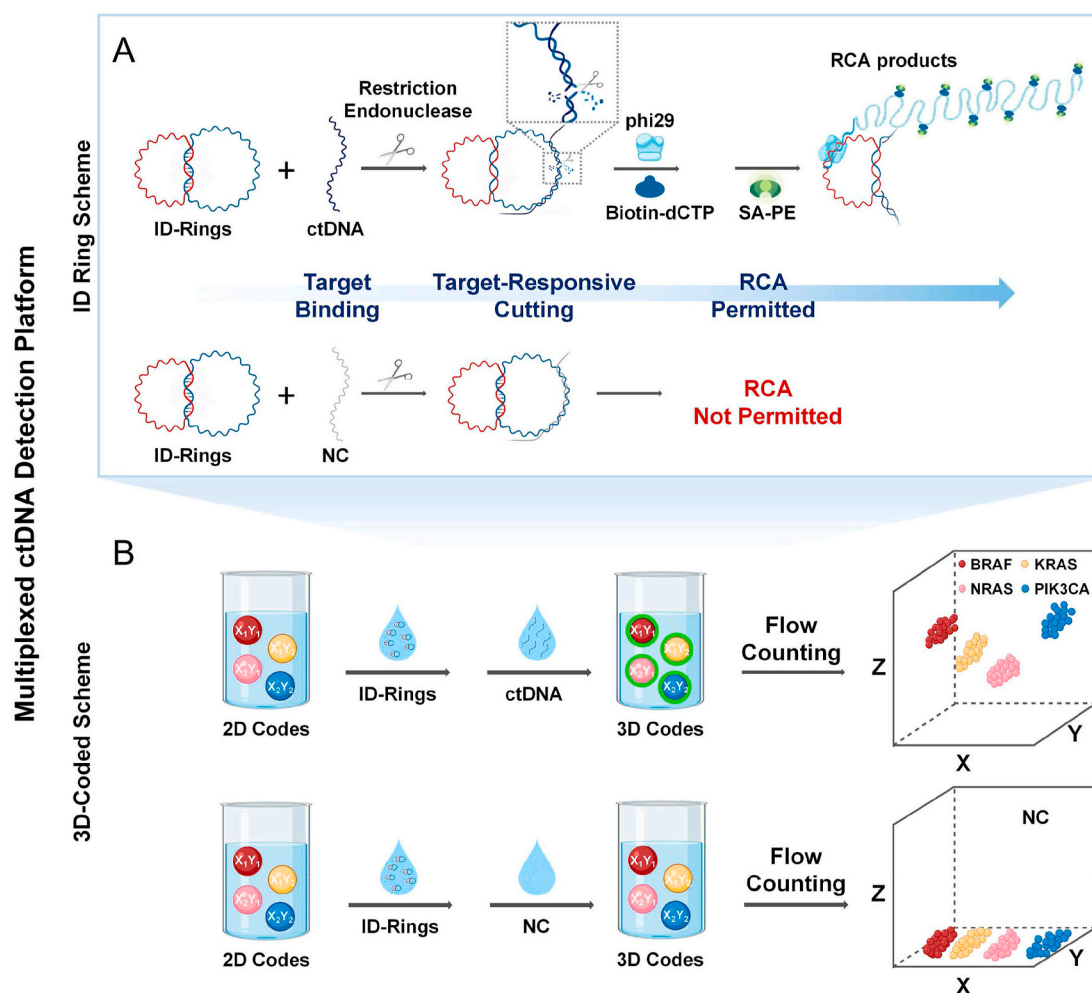 Multiplexed ctDNA Detection Platform
ID Ring Scheme
A
Restriction
Endonuclease
ID-Rings
+
ctDNA
phi29
Biotin-dCTP
SA-PE
RCA products
Target
Binding
Target-Responsive
Cutting
RCA
Permitted
ID-Rings
+
NC
RCA
Not Permitted
3D-Coded Scheme
B
X1Y1
X1Y2
X2Y1
X2Y2
2D Codes
ID-Rings
ctDNA
X1Y1
X1Y2
X2Y1
X2Y2
3D Codes
Flow
Counting
BRAF
KRAS
NRAS
PIK3CA
Z
Y
X
X1Y1
X1Y2
X2Y1
X2Y2
2D Codes
ID-Rings
NC
X1Y1
X1Y2
X2Y1
X2Y2
3D Codes
Flow
Counting
NC
Z
Y
X